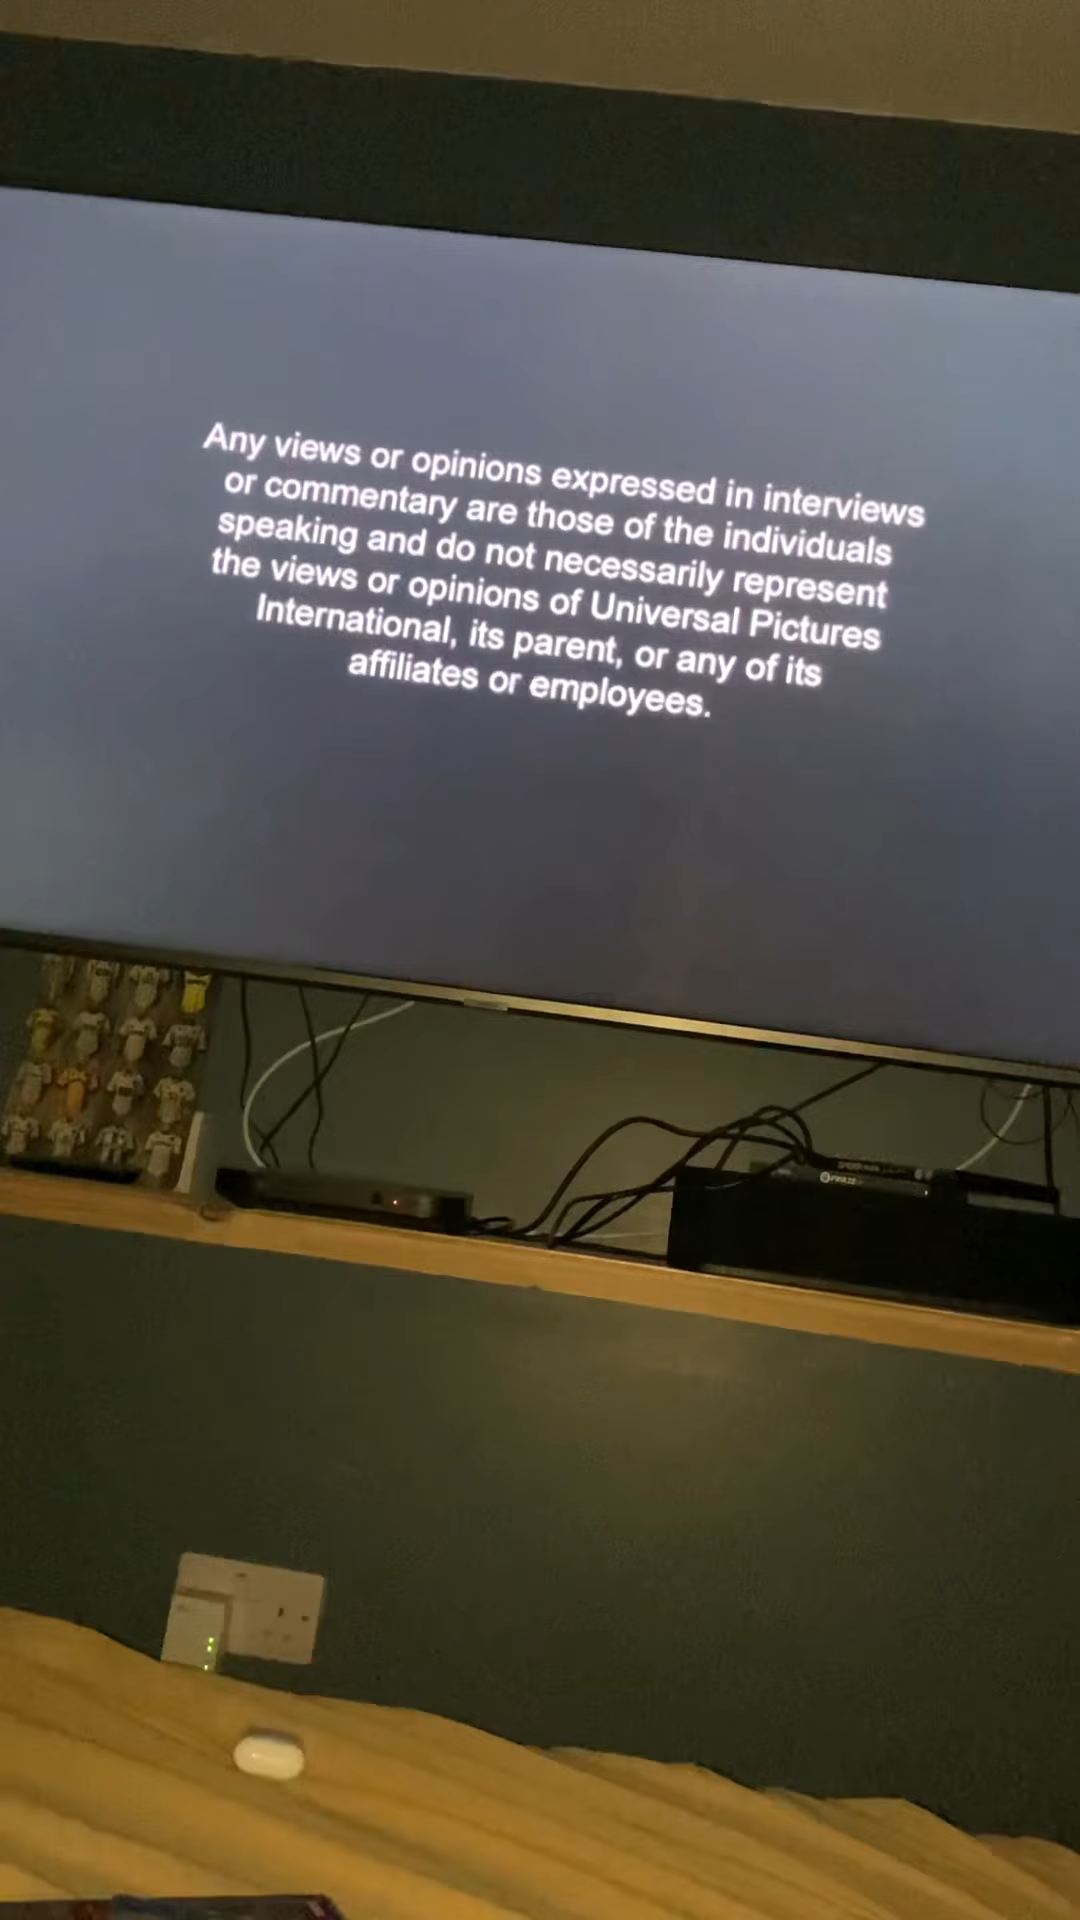 Any views or opinions expressed in interviews
or commentary are those of the individuals
speaking and do not necessarily represent
the views or opinions of Universal Pictures
International, its parent, or any of its
affiliates or employees.